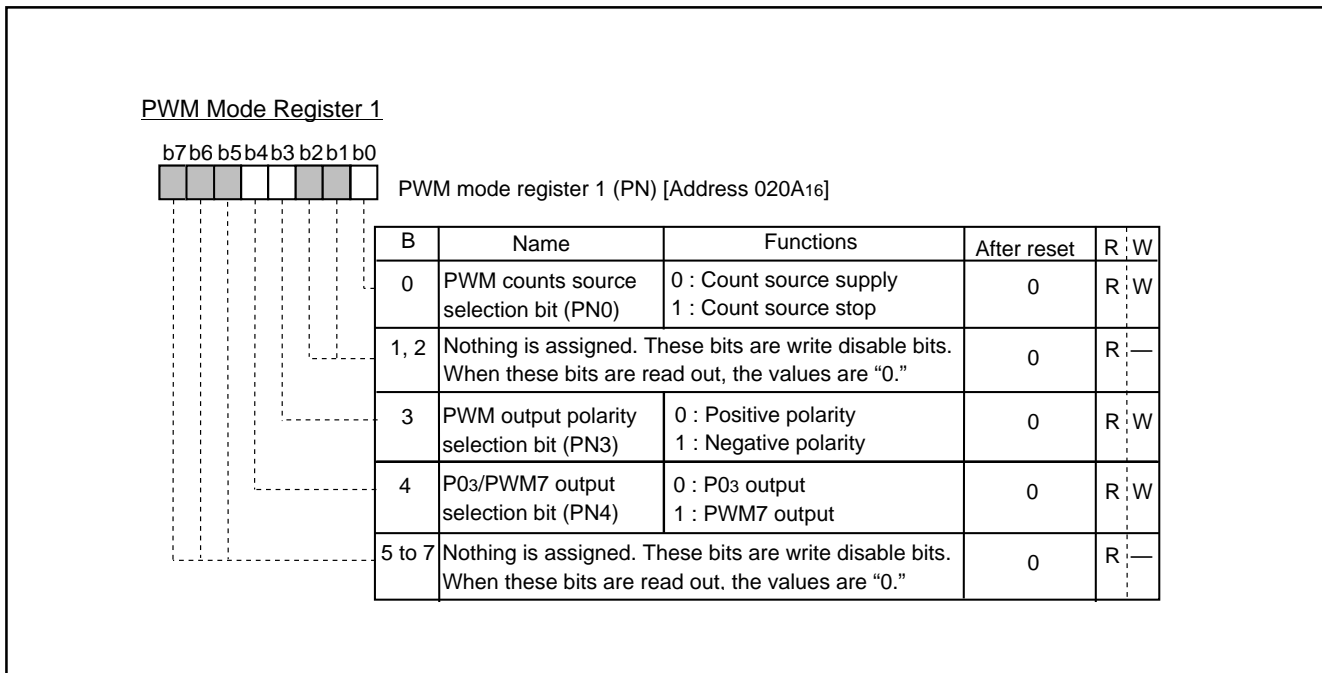 PWM Mode Register 1
b7 b6 b5 b4 b3 b2 b1 b0
PWM mode register 1 (PN) [Address 020A16]
B Name Functions After reset R W
0 PWM counts source 0 : Count source supply 0 R W
selection bit (PN0) 1 : Count source stop
1, 2 Nothing is assigned. These bits are write disable bits. 0 R —
When these bits are read out, the values are “0.”
3 PWM output polarity 0 : Positive polarity 0 R W
selection bit (PN3) 1 : Negative polarity
4 P03/PWM7 output 0 : P03 output 0 R W
selection bit (PN4) 1 : PWM7 output
5 to 7 Nothing is assigned. These bits are write disable bits. 0 R —
When these bits are read out, the values are “0.”